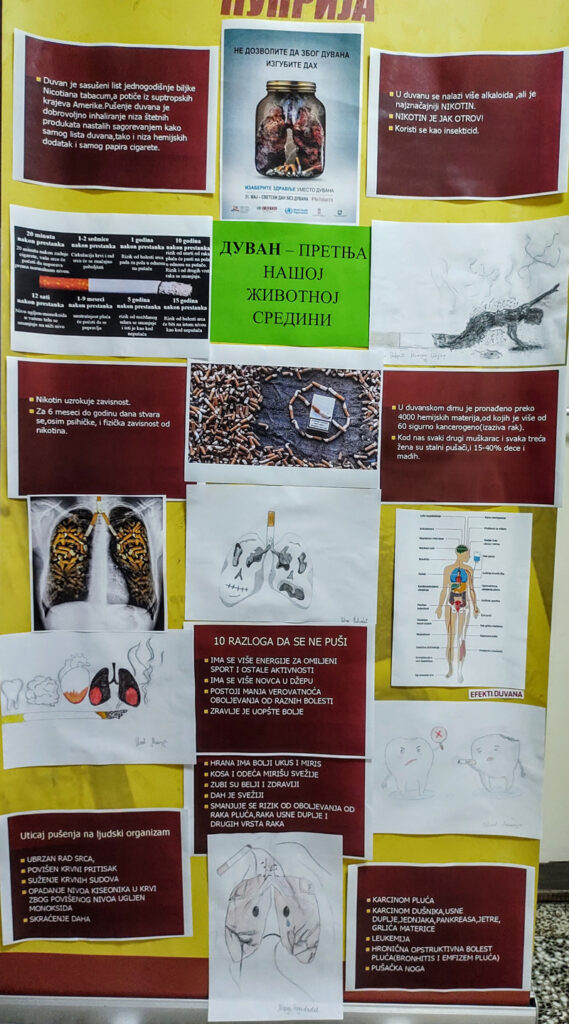 ЋУПРИЈА
Duvan je sasušeni list jednogodišnje biljke
Nicotiana tabacum,a potiče iz suptropskih
krajeva Amerike.Pušenje duvana je
dobrovoljno inhaliranje niza štetnih
produkata nastalih sagorevanjem kako
samog lista duvana,tako i niza hemijskih
dodatak i samog papira cigarete.
НЕ ДОЗВОЛИТЕ ДА ЗБОГ ДУВАНА
ИЗГУБИТЕ ДАХ
ИЗАБЕРИТЕ ЗДРАВЉЕ УМЕСТО ДУВАНА
31. МАЈ – СВЕТСКИ ДАН БЕЗ ДУВАНА
U duvanu se nalazi više alkaloida ,ali je
najznačajniji NIKOTIN.
NIKOTIN JE JAK OTROV!
Koristi se kao insekticid.
20 minuta
nakon prestanka
1-2 sedmice
nakon prestanka
Cirkulacija krvi i rad
1 godina
nakon prestanka
10 godina
nakon prestanka
12 sati
nakon prestanka
1-9 meseci
nakon prestanka
5 godina
nakon prestanka
15 godina
nakon prestanka
ДУВАН – ПРЕТЊА
НАШОЈ
ЖИВОТНОЈ
СРЕДИНИ
Nikotin uzrokuje zavisnost.
Za 6 meseci do godinu dana stvara
se,osim psihičke, i fizička zavisnost od
nikotina.
U duvanskom dimu je pronađeno preko
4000 hemijskih materija,od kojih je više od
60 sigurno kancerogeno(izaziva rak).
Kod nas svaki drugi muškarac i svaka treća
žena su stalni pušači,i 15-40% dece i
mladih.
10 RAZLOGA DA SE NE PUŠI
IMA SE VIŠE ENERGIJE ZA OMILJENI
SPORT I OSTALE AKTIVNOSTI
IMA SE VIŠE NOVCA U DŽEPU
POSTOJI MANJA VEROVATNOĆA
OBOLJEVANJA OD RAZNIH BOLESTI
ZRAVLJE JE UOPŠTE BOLJE
EFEKTI DUVANA
HRANA IMA BOLJI UKUS I MIRIS
KOSA I ODEĆA MIRIŠU SVEŽIJE
ZUBI SU BELJI I ZDRAVIJI
DAH JE SVEŽIJI
SMANJUJE SE RIZIK OD OBOLJEVANJA OD
RAKA PLUĆA,RAKA USNE DUPLJE I
DRUGIH VRSTA RAKA
Uticaj pušenja na ljudski organizam
UBRZAN RAD SRCA,
POVIŠEN KRVNI PRITISAK
SUŽENJE KRVNIH SUDOVA
OPADANJE NIVOA KISEONIKA U KRVI
ZBOG POVIŠENOG NIVOA UGLJEN
MONOKSIDA
SKRAĆENJE DAHA
KARCINOM PLUĆA
KARCINOM DUŠNIKA,USNE
DUPLJE,JEDNJAKA,PANKREASA,JETRE,
GRLIĆA MATERICE
LEUKEMIJA
HRONIČNA OPSTRUKTIVNA BOLEST
PLUĆA(BRONHITIS I EMFIZEM PLUĆA)
PUŠAČKA NOGA